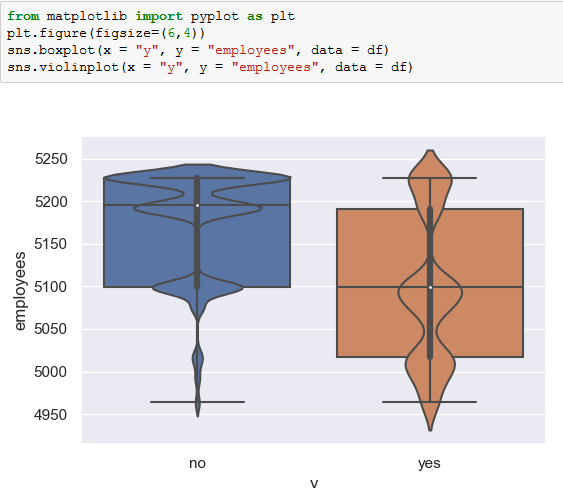 from matplotlib import pyplot as plt
plt.figure(figsize=(6,4))
sns.boxplot(x = "y", y = "employees", data = df)
sns.violinplot(x = "y", y = "employees", data = df)
5250
5200
5150
5100
5050
5000
4950
employees
no
yes
y